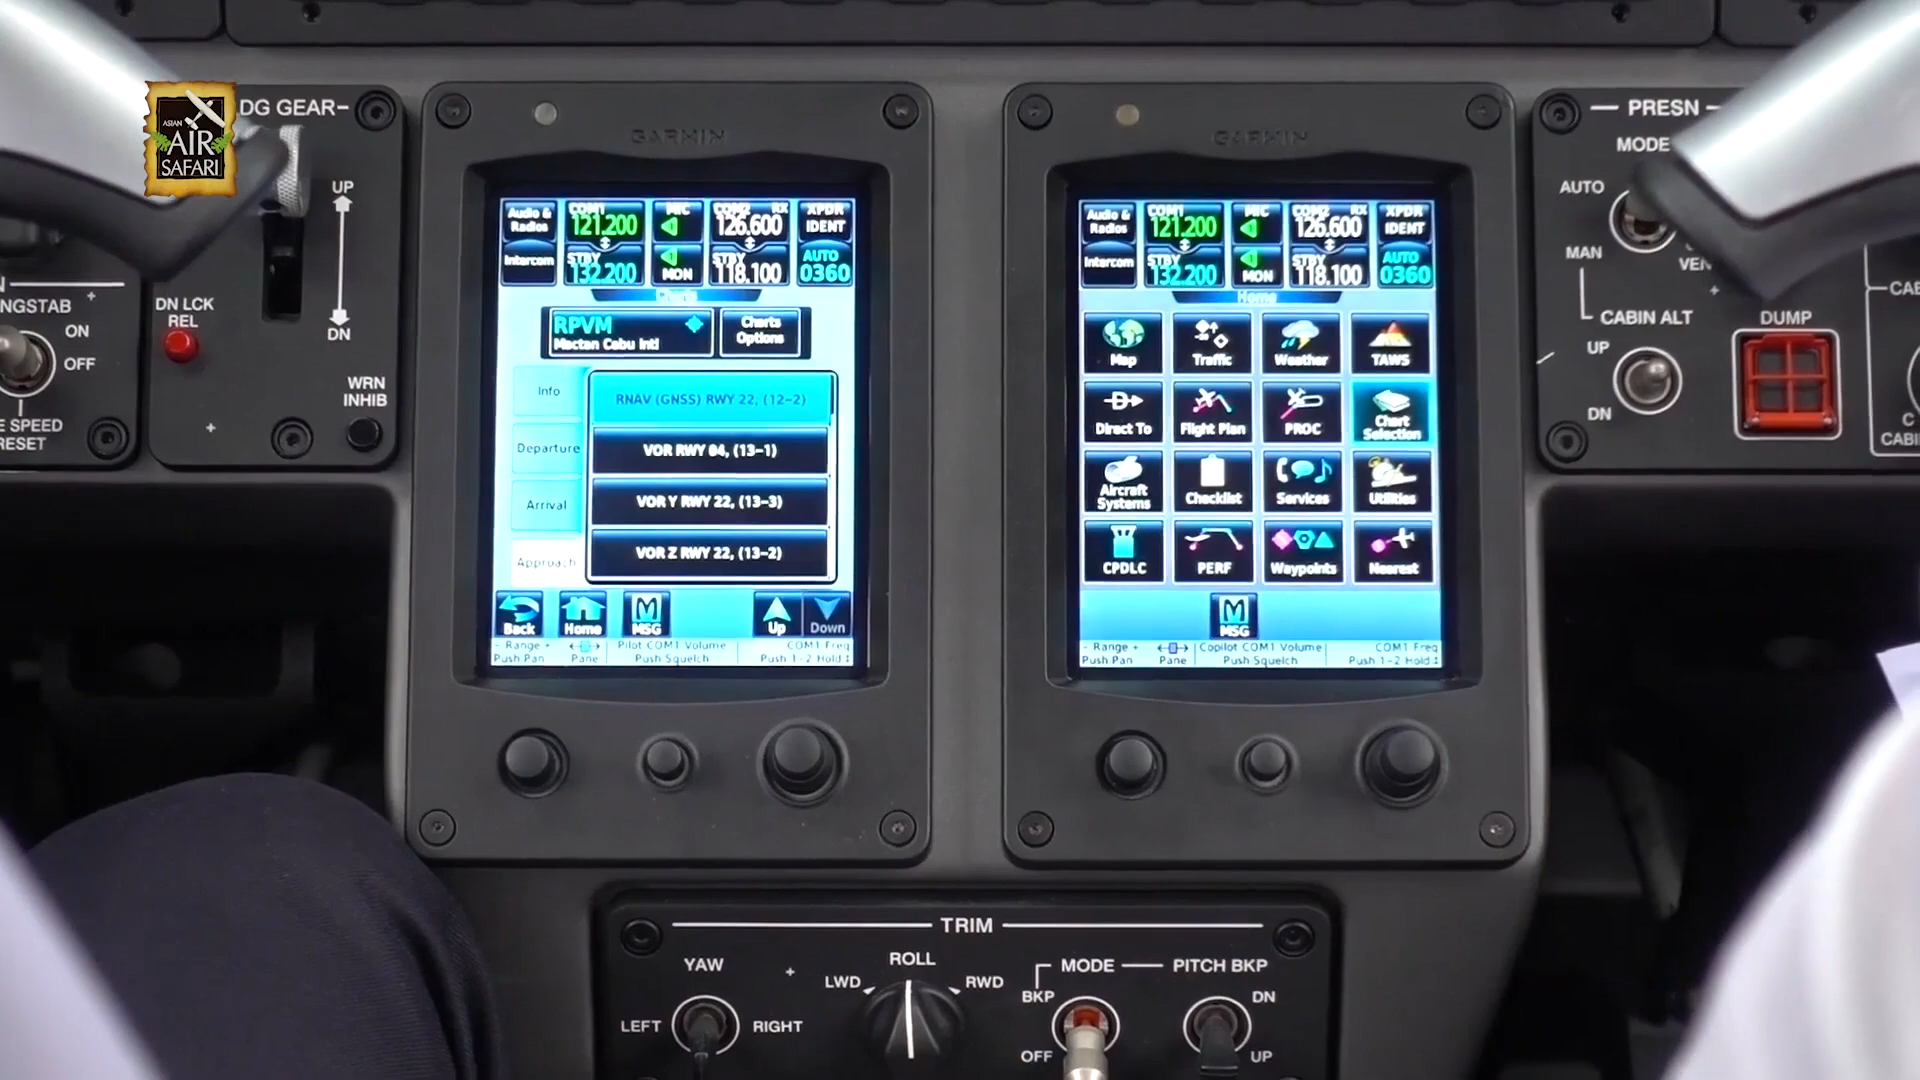 ASIAN
AIR
SAFARI
LDG GEAR
UP
DN
DN LCK
REL
WRN
INHIB
NGSTAB
ON
OFF
E SPEED
RESET
GARMIN
Audio &
Radios
Intercom
COM1
121.200
STBY
132.200
MIC
MON
COM2 RX
126.600
STBY
118.100
XPDR
IDENT
AUTO
0360
RPVM
Mactan Cebu Intl
Charts
Options
Info
Departure
Arrival
Approach
RNAV (GNSS) RWY 22, (12-2)
VOR RWY 04, (13-1)
VOR Y RWY 22, (13-3)
VOR Z RWY 22, (13-2)
Back
Home
MSG
Up
Down
- Range +
Push Pan
Pane
Pilot COM1 Volume
Push Squelch
COM1 Freq
Push 1-2 Hold
GARMIN
Audio &
Radios
Intercom
COM1
121.200
STBY
132.200
MIC
MON
COM2 RX
126.600
STBY
118.100
XPDR
IDENT
AUTO
0360
Home
Map
Traffic
Weather
TAWS
Direct To
Flight Plan
PROC
Chart
Selection
Aircraft
Systems
Checklist
Services
Utilities
CPDLC
PERF
Waypoints
Nearest
MSG
- Range +
Push Pan
Pane
Copilot COM1 Volume
Push Squelch
COM1 Freq
Push 1-2 Hold
PRESN
MODE
AUTO
MAN
VEN
CABIN ALT
UP
DN
DUMP
CAB
C
CABI
TRIM
YAW
LEFT
RIGHT
ROLL
LWD
RWD
MODE
BKP
OFF
PITCH BKP
DN
UP